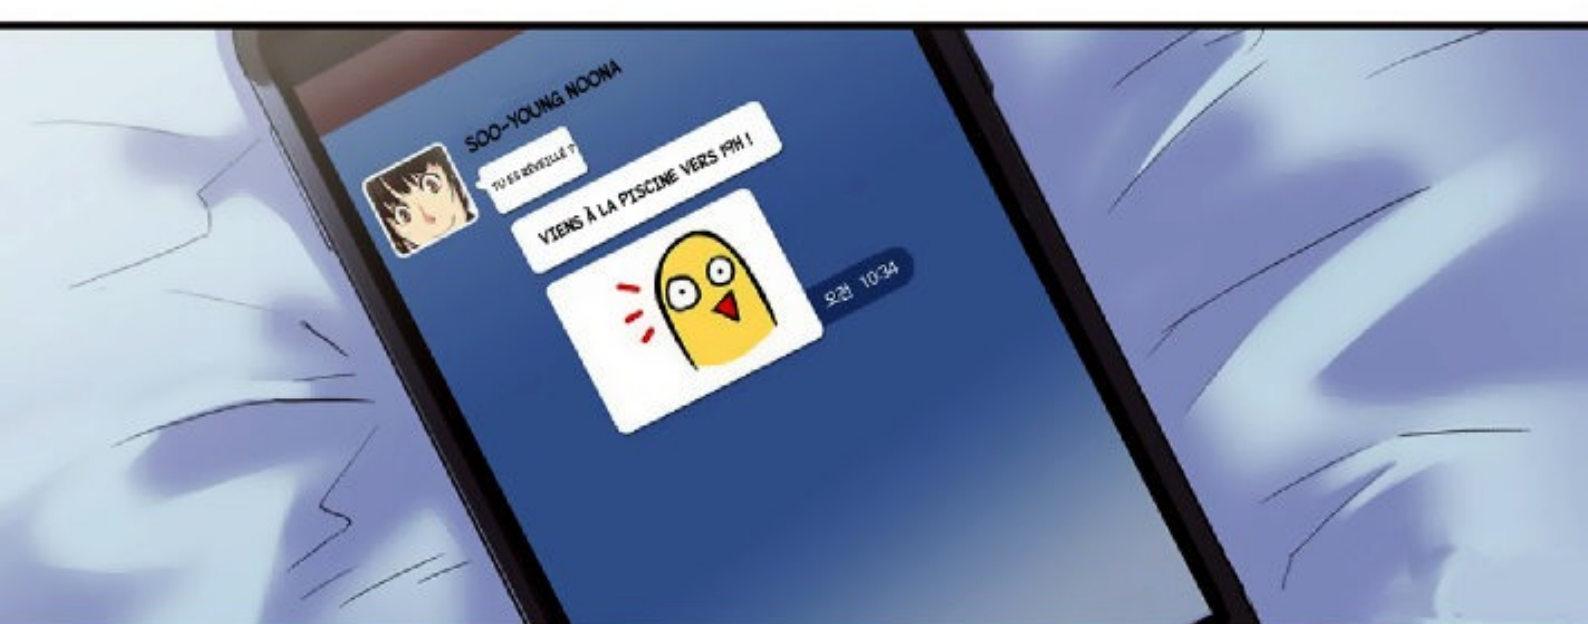 SOO-YOUNG NOONA
TU ES RÉVEILLÉ ?
VIENS À LA PISCINE VERS 19H !
오전 10:34